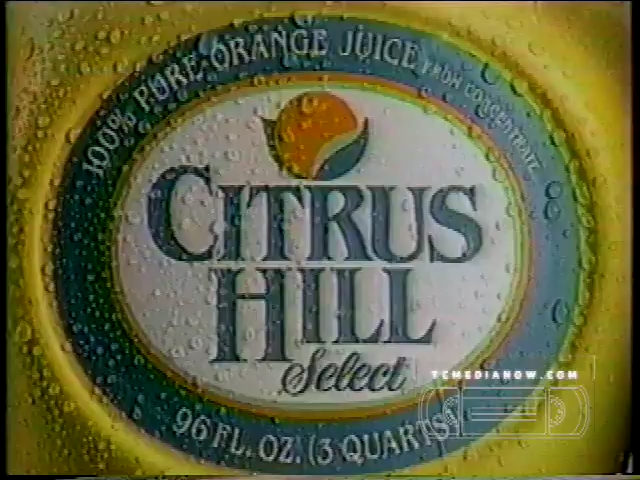 100% PURE ORANGE JUICE FROM CONCENTRATE
CITRUS
HILL
Select
TCMEDIANOW.COM
96 FL. OZ. (3 QUARTS)